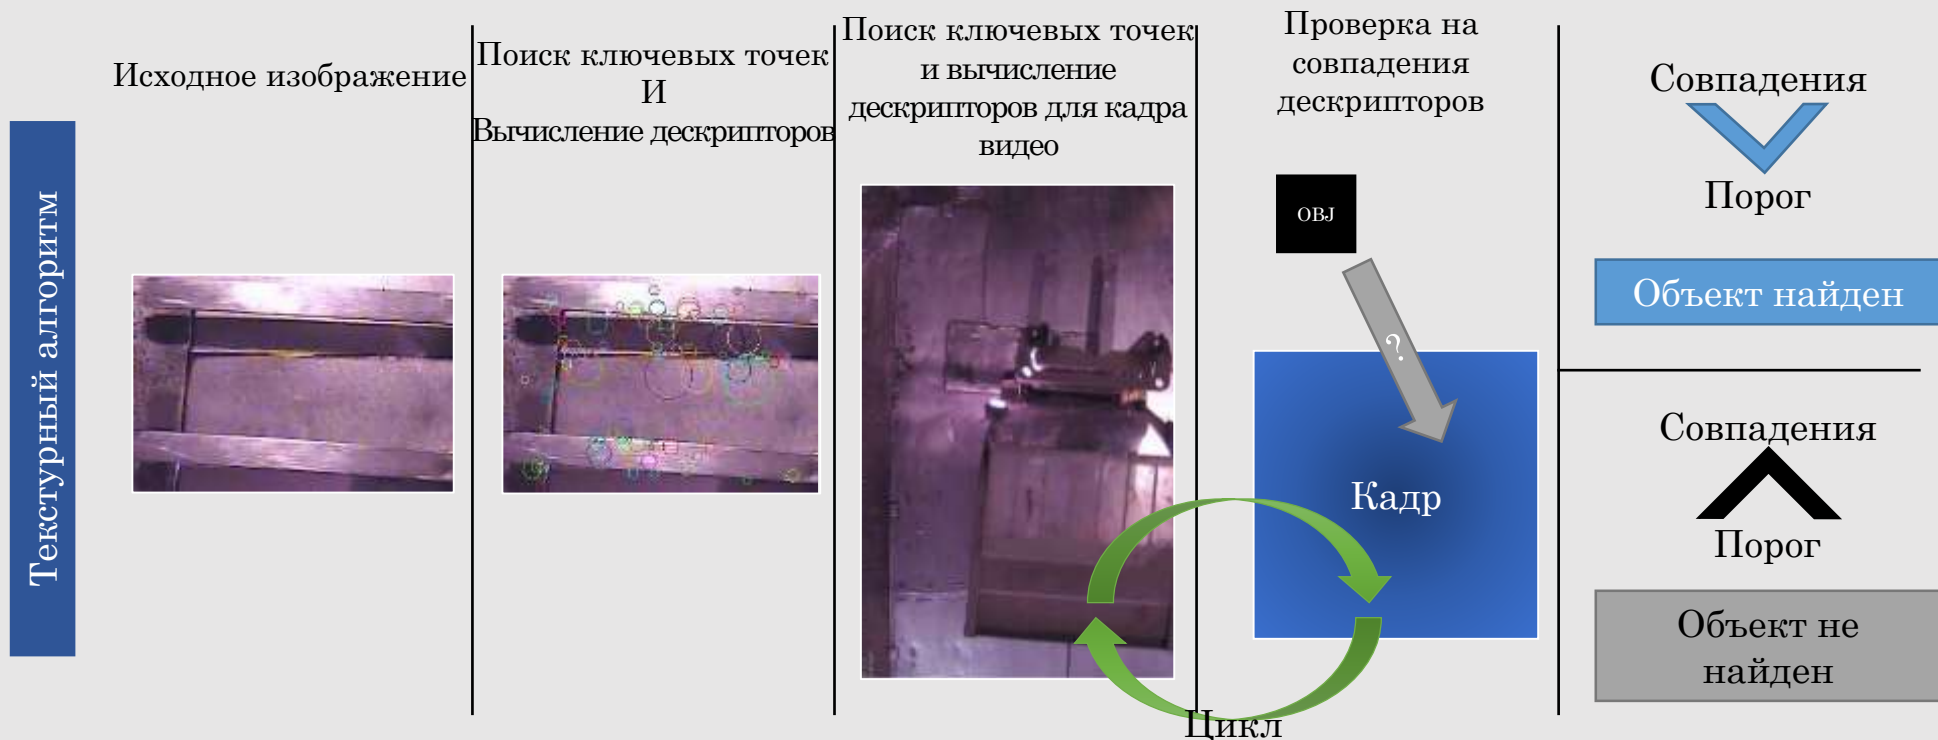 Текстурный алгоритм
Исходное изображение
Поиск ключевых точек
И
Вычисление дескрипторов
Поиск ключевых точек
и вычисление
дескрипторов для кадра
видео
Проверка на
совпадения
дескрипторов
OBJ
?
Кадр
Цикл
Совпадения
Порог
Объект найден
Совпадения
Порог
Объект не
найден